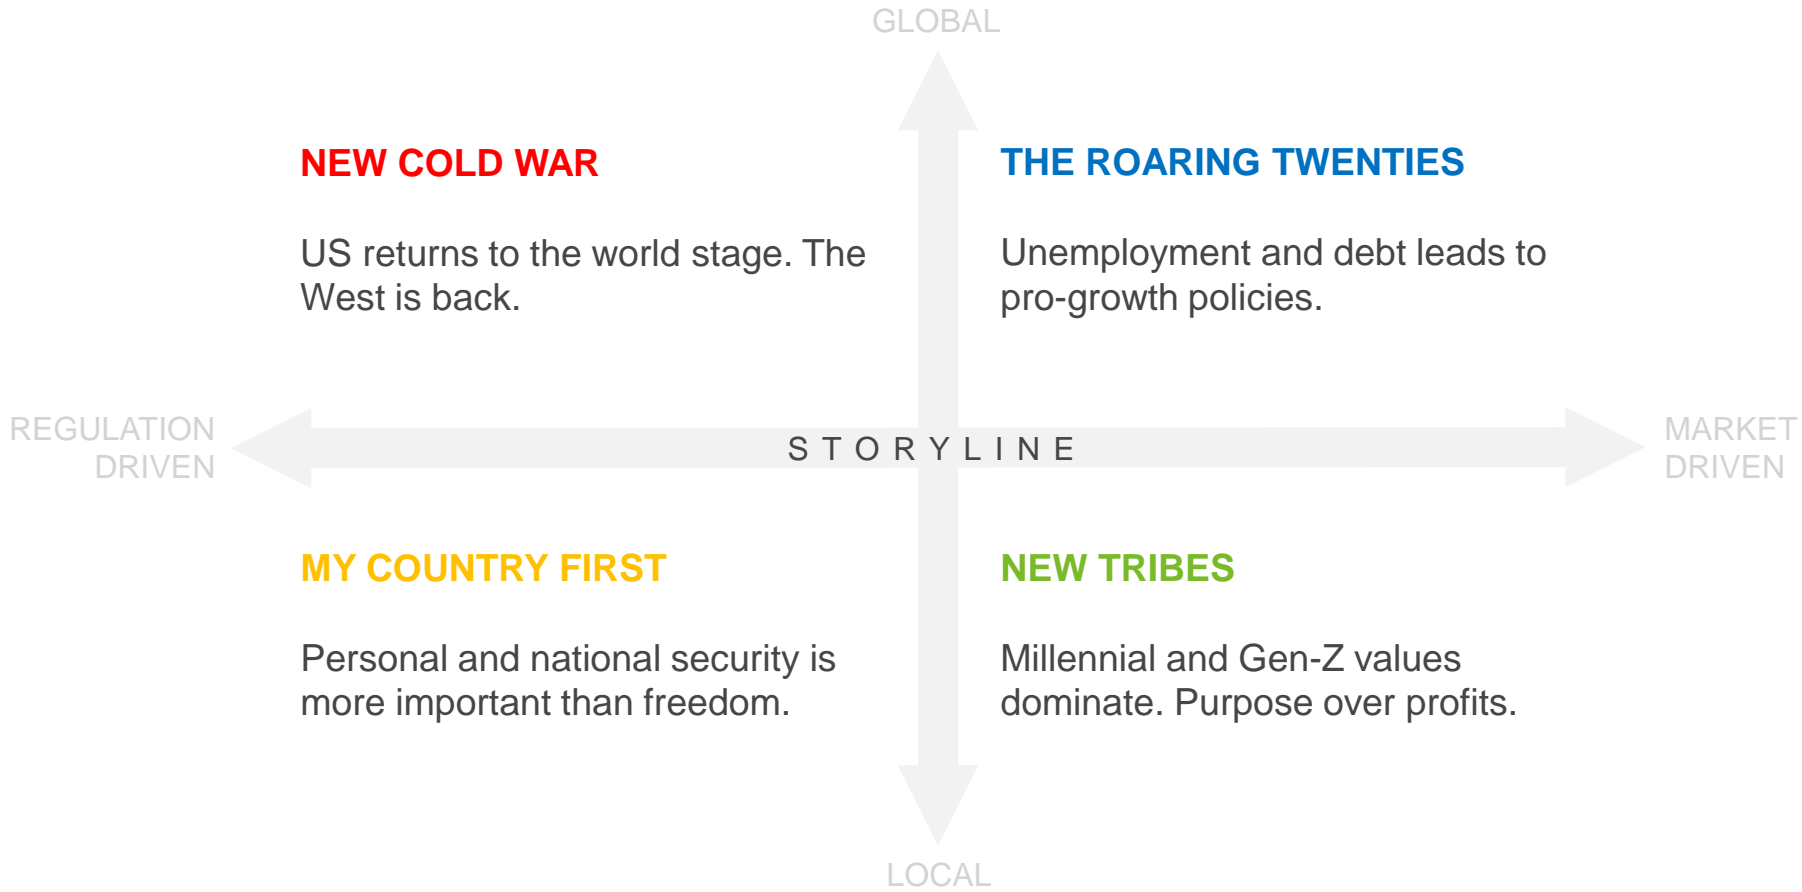 GLOBAL
NEW COLD WAR
US returns to the world stage. The
West is back.
THE ROARING TWENTIES
Unemployment and debt leads to
pro-growth policies.
REGULATION
DRIVEN
STORYLINE
MARKET
DRIVEN
MY COUNTRY FIRST
Personal and national security is
more important than freedom.
NEW TRIBES
Millennial and Gen-Z values
dominate. Purpose over profits.
LOCAL